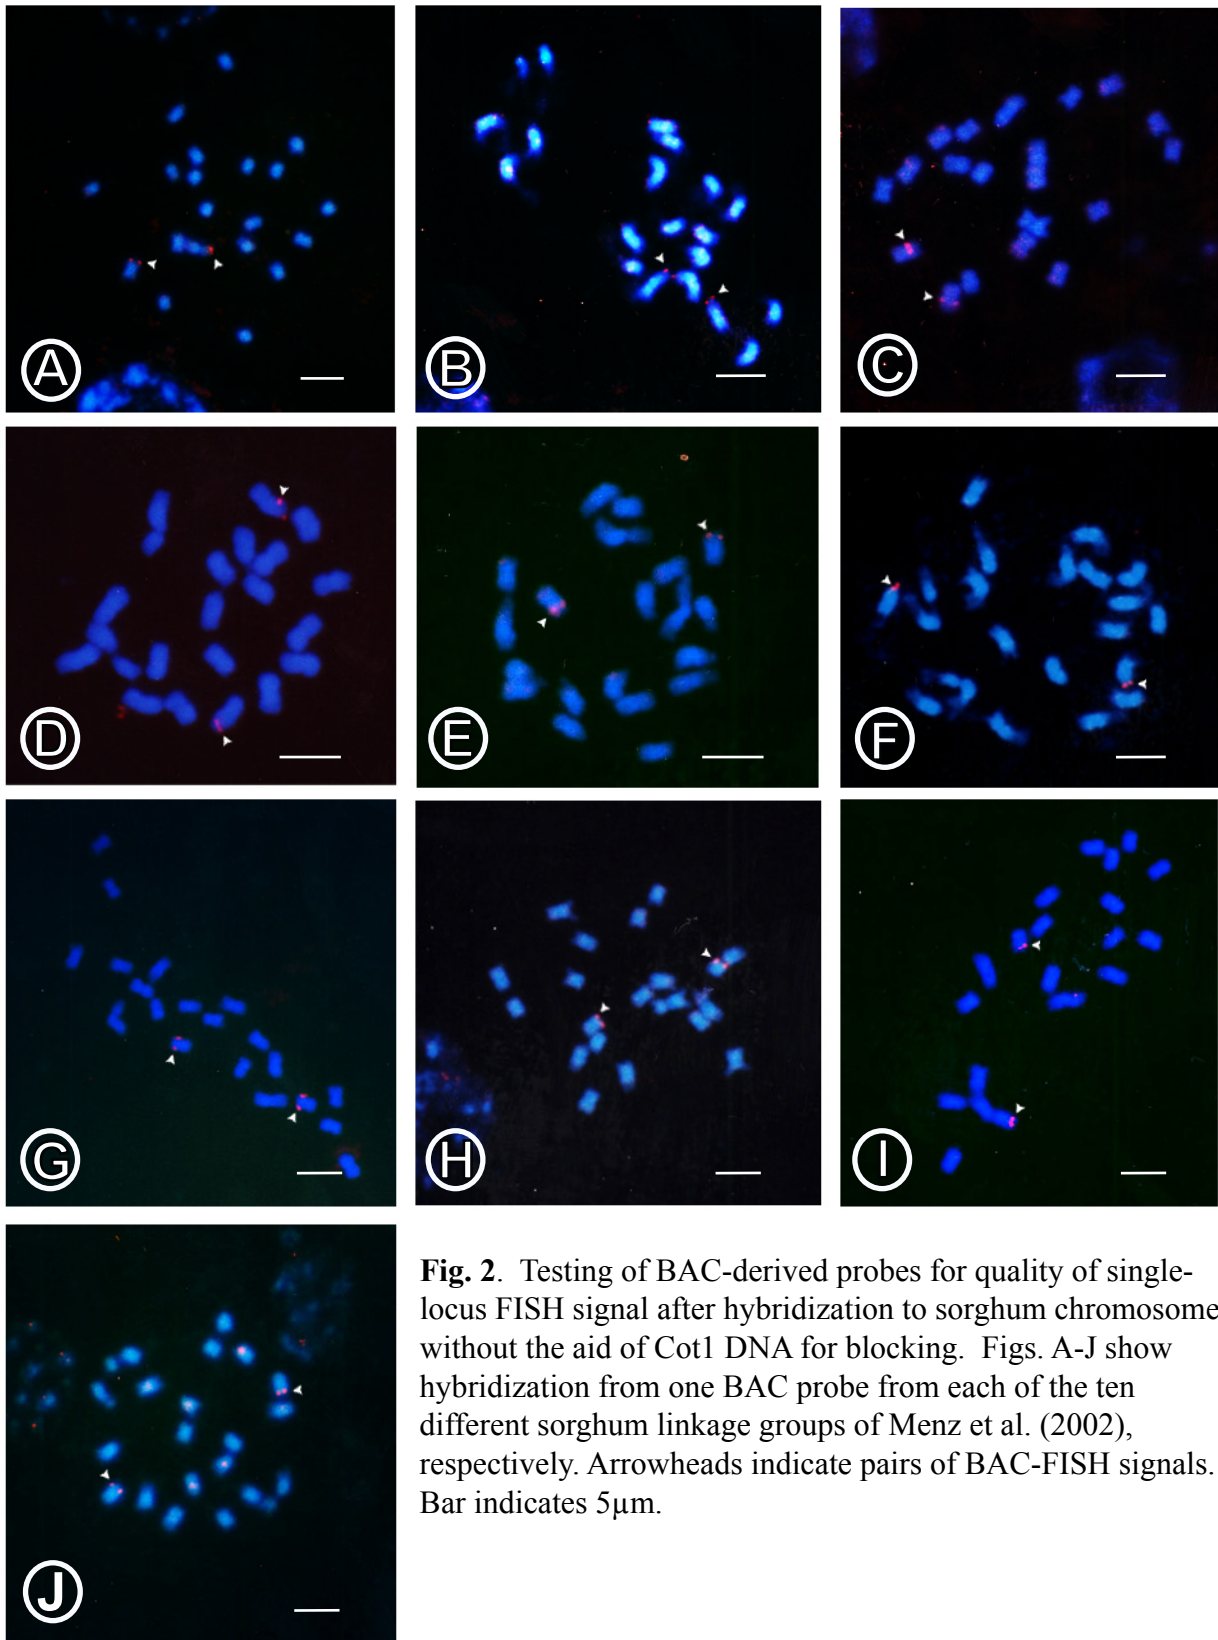 A
B
C
D
E
F
G
H
I
J
Fig. 2. Testing of BAC-derived probes for quality of single-
locus FISH signal after hybridization to sorghum chromosome
without the aid of Cot1 DNA for blocking. Figs. A-J show
hybridization from one BAC probe from each of the ten
different sorghum linkage groups of Menz et al. (2002),
respectively. Arrowheads indicate pairs of BAC-FISH signals.
Bar indicates 5µm.